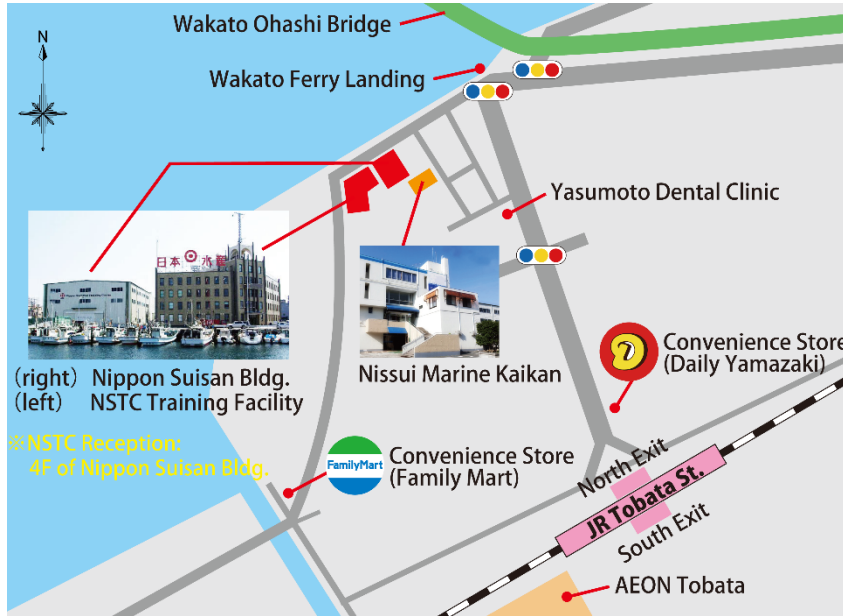 Wakato Ohashi Bridge
N
Wakato Ferry Landing
Yasumoto Dental Clinic
日本 水産
(right) Nippon Suisan Bldg.
(left) NSTC Training Facility
Nissui Marine Kaikan
Convenience Store
(Daily Yamazaki)
※NSTC Reception:
4F of Nippon Suisan Bldg.
FamilyMart
Convenience Store
(Family Mart)
North Exit
JR Tobata St.
South Exit
AEON Tobata